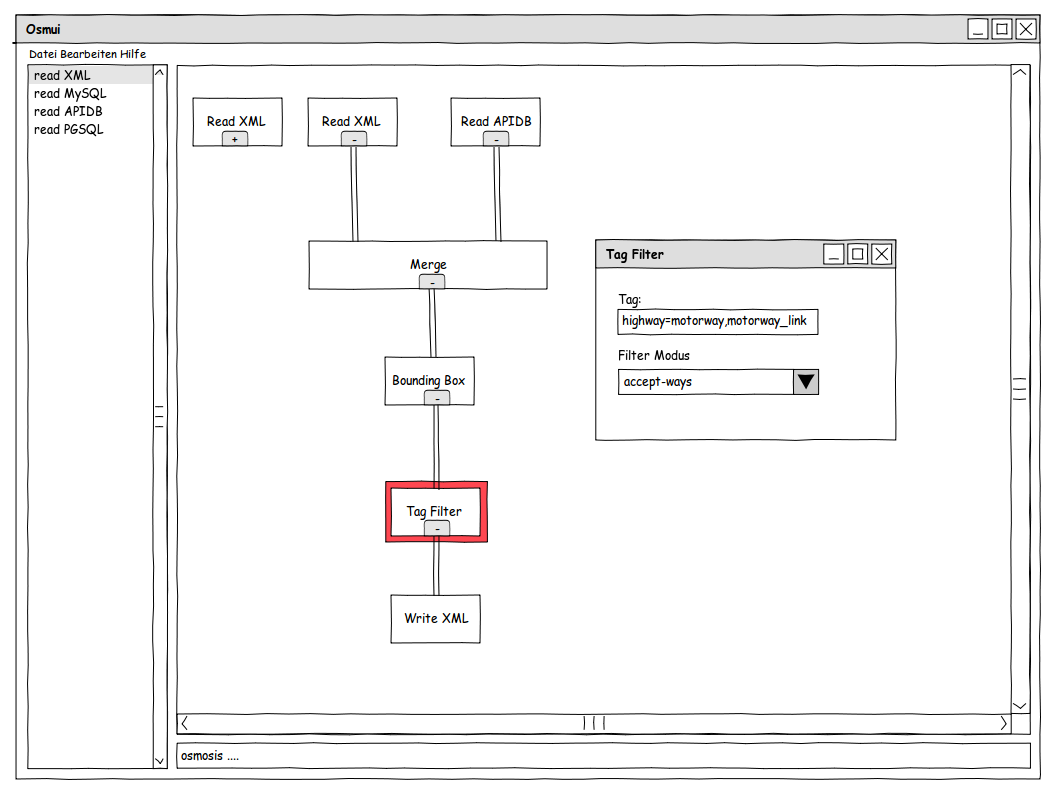 Osmui
Datei Bearbeiten Hilfe
read XML
read MySQL
read APIDB
read PGSQL
Read XML
+
Read XML
-
Read APIDB
-
Merge
-
Bounding Box
-
Tag Filter
-
Write XML
Tag Filter
Tag:
highway=motorway,motorway_link
Filter Modus
accept-ways
osmosis ....